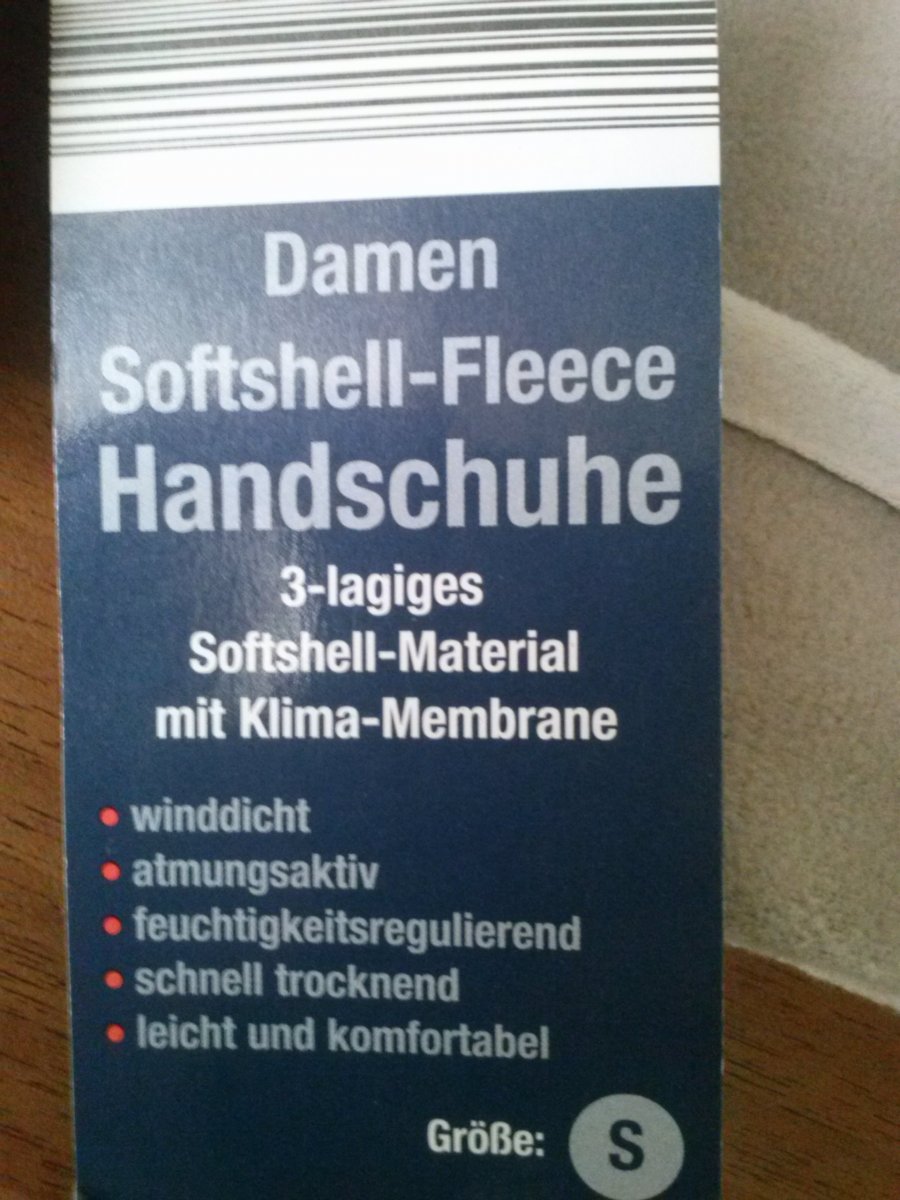 Damen
Softshell-Fleece
Handschuhe
3-lagiges
Softshell-Material
mit Klima-Membrane
• winddicht
• atmungsaktiv
• feuchtigkeitsregulierend
• schnell trocknend
• leicht und komfortabel
Größe: S